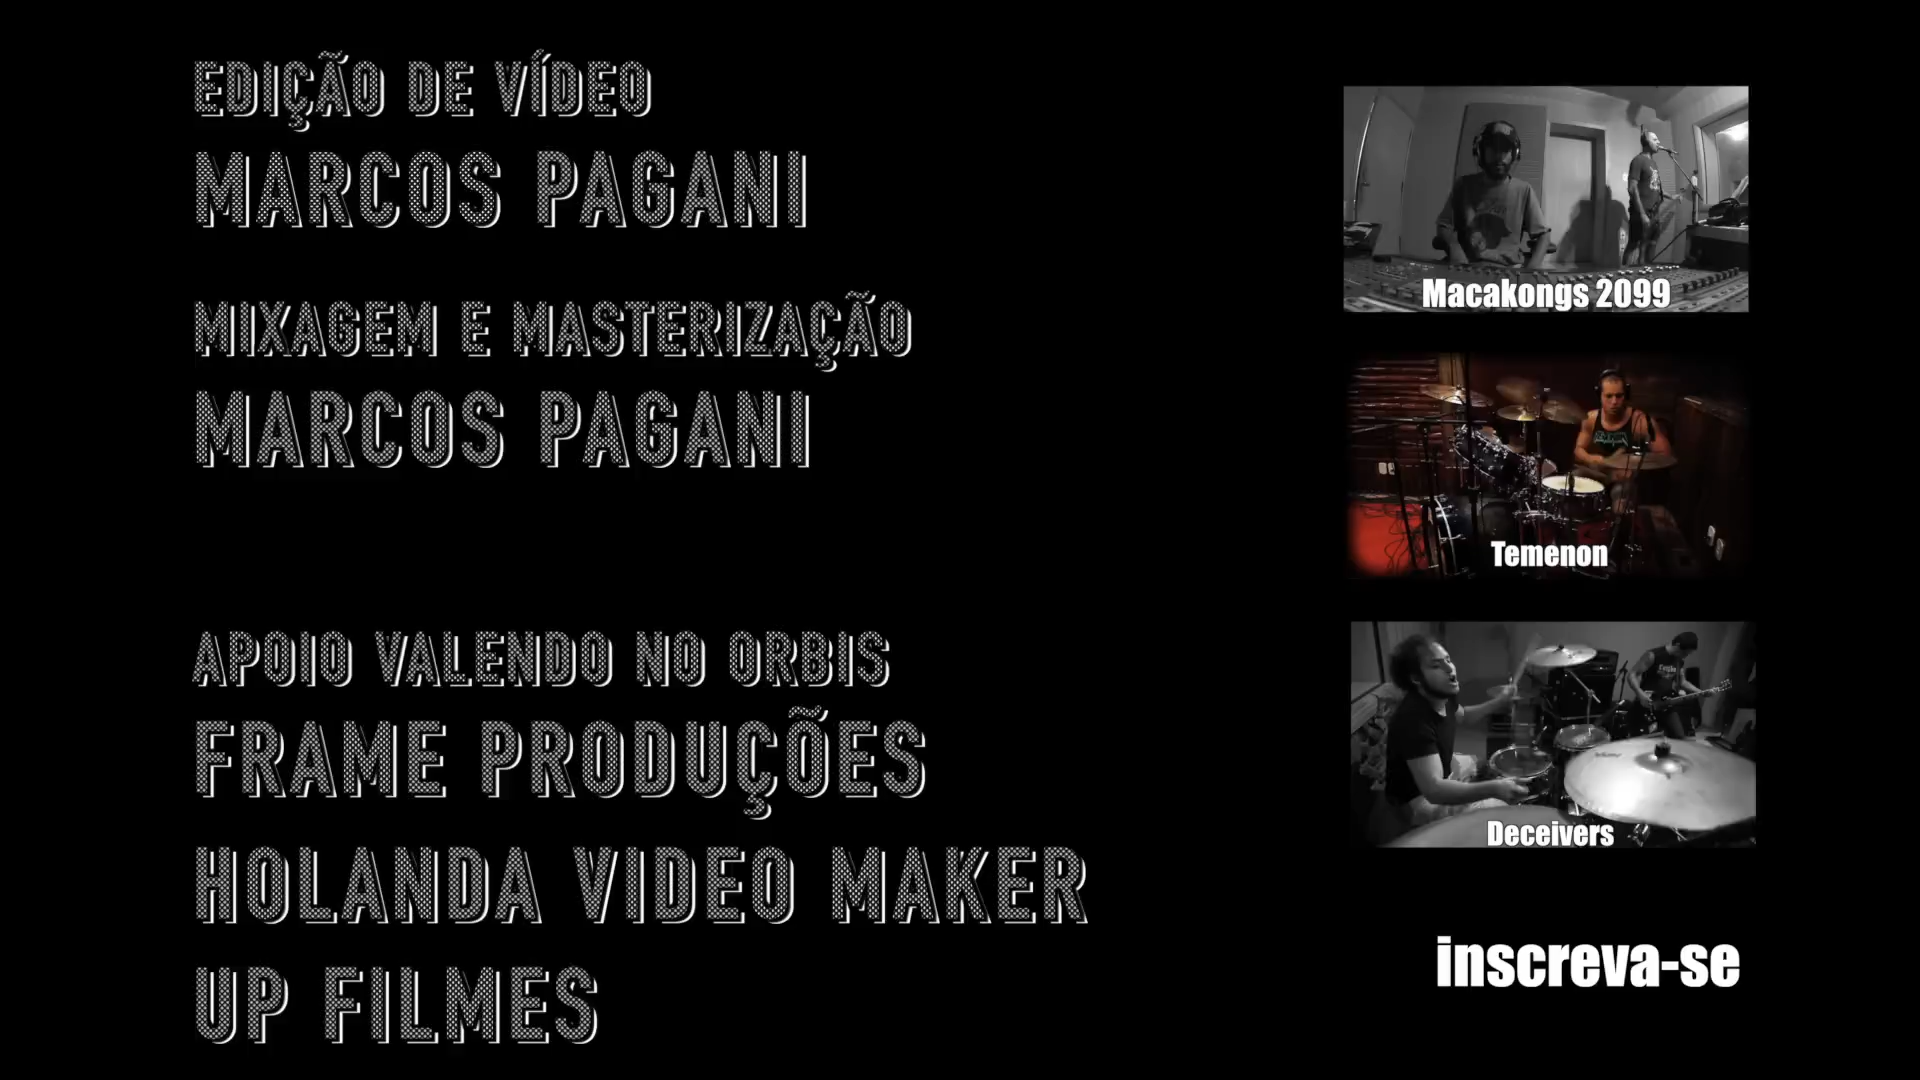 EDIÇÃO DE VÍDEO
MARCOS PAGANI
MIXAGEM E MASTERIZAÇÃO
MARCOS PAGANI
APOIO VALENDO NO ORBIS
FRAME PRODUÇÕES
HOLANDA VIDEO MAKER
UP FILMES
Macakongs 2099
Temenon
Deceivers
inscreva-se